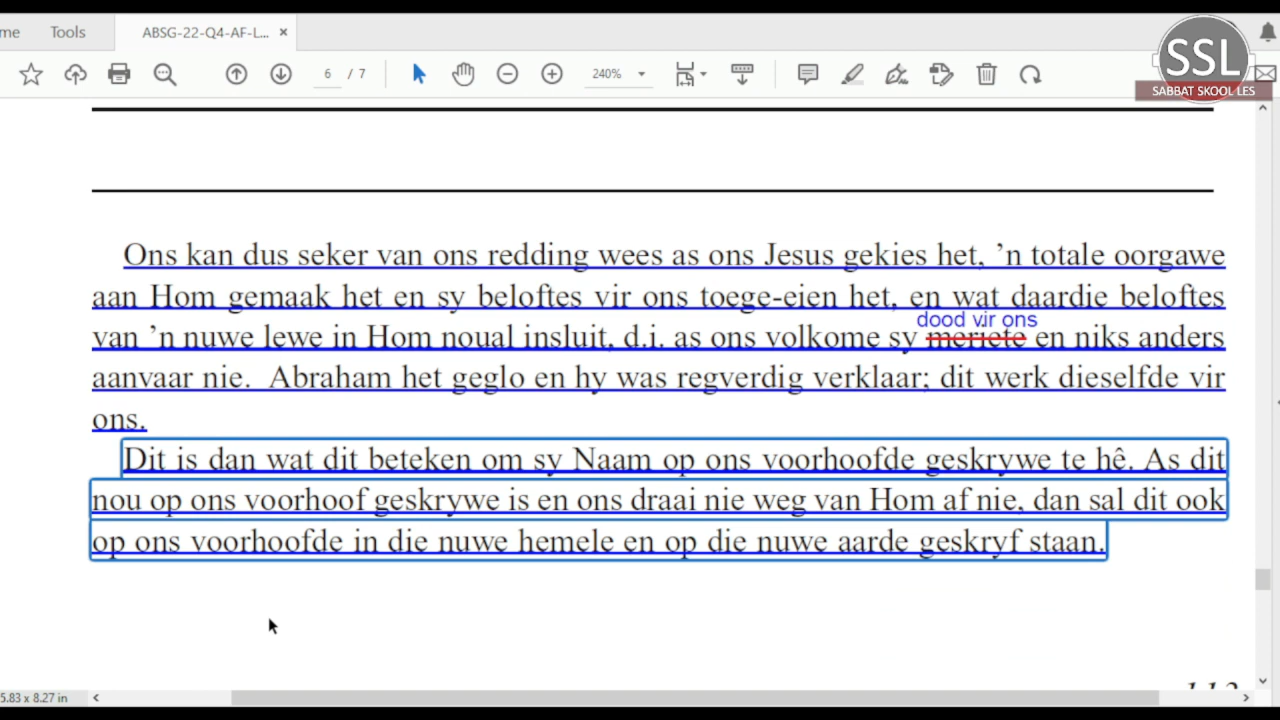 me Tools ABSG-22-Q4-AF-L... ×
SSL
SABBAT SKOOL LES
6 / 7 240%
Ons kan dus seker van ons redding wees as ons Jesus gekies het, ’n totale oorgawe
aan Hom gemaak het en sy beloftes vir ons toege-eien het, en wat daardie beloftes
dood vir ons
van ’n nuwe lewe in Hom noual insluit, d.i. as ons volkome sy meriete en niks anders
aanvaar nie. Abraham het geglo en hy was regverdig verklaar; dit werk dieselfde vir
ons.
Dit is dan wat dit beteken om sy Naam op ons voorhoofde geskrywe te hê. As dit
nou op ons voorhoof geskrywe is en ons draai nie weg van Hom af nie, dan sal dit ook
op ons voorhoofde in die nuwe hemele en op die nuwe aarde geskryf staan.
5.83 x 8.27 in